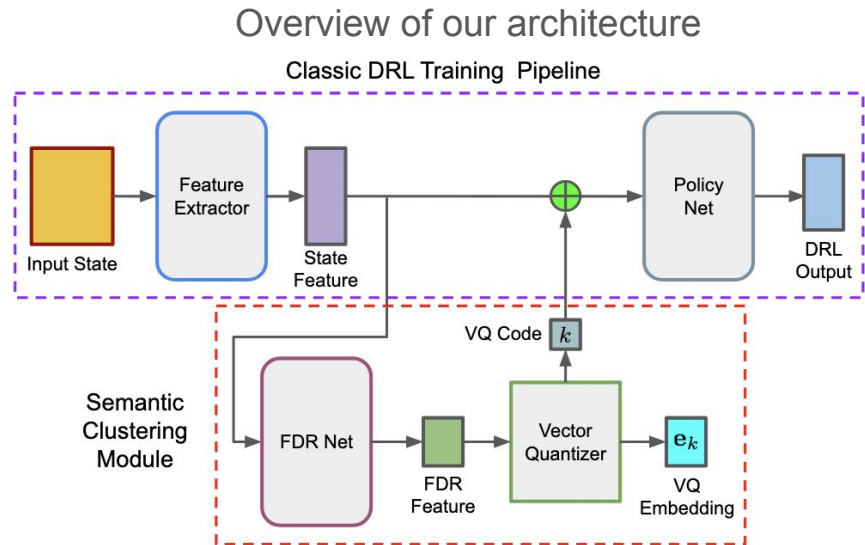 Overview of our architecture
Classic DRL Training Pipeline
Feature
Extractor
Policy
Net
Input State
State
Feature
DRL
Output
VQ Code
k
Semantic
Clustering
Module
FDR Net
FDR
Feature
Vector
Quantizer
e_k
VQ
Embedding